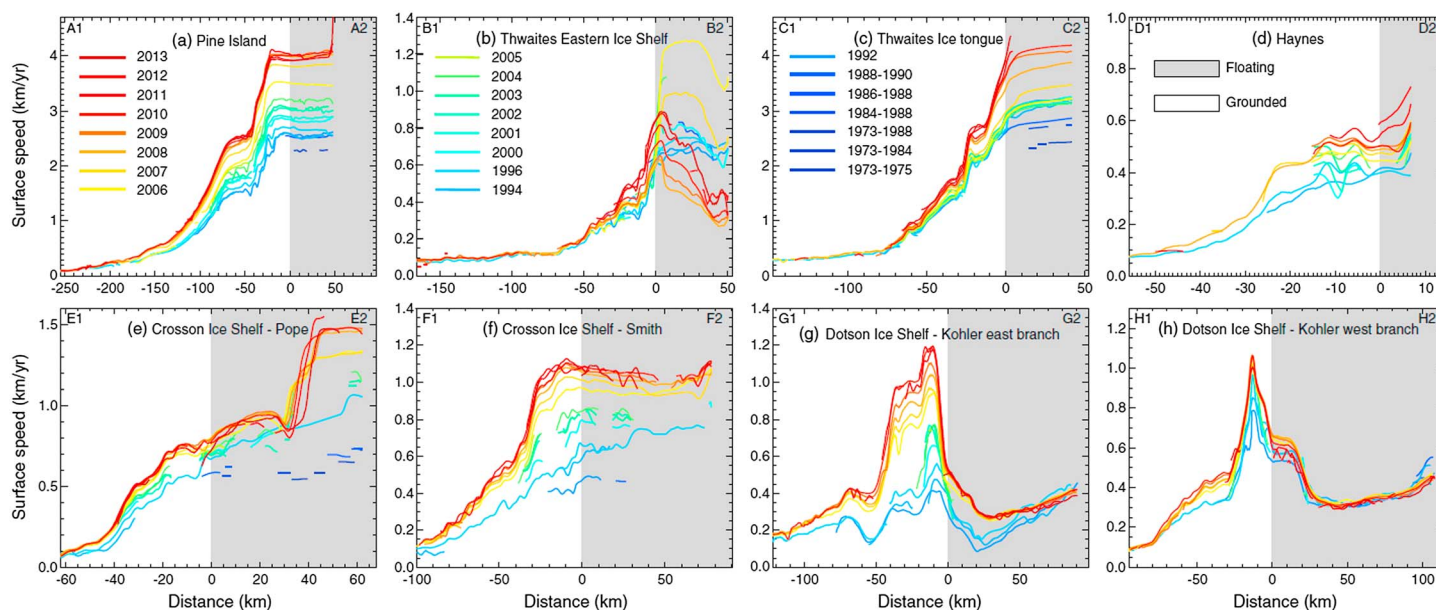 A1 A2
(a) Pine Island
2013
2012
2011
2010
2009
2008
2007
2006
Surface speed (km/yr)
4
3
2
1
0
-250 -200 -150 -100 -50 0 50
B1 B2
(b) Thwaites Eastern Ice Shelf
2005
2004
2003
2002
2001
2000
1996
1994
1.4
1.2
1.0
0.8
0.6
0.4
0.2
0.0
-150 -100 -50 0 50
C1 C2
(c) Thwaites Ice tongue
1992
1988-1990
1986-1988
1984-1988
1973-1988
1973-1984
1973-1975
4
3
2
1
0
-150 -100 -50 0 50
D1 D2
(d) Haynes
Floating
Grounded
1.0
0.8
0.6
0.4
0.2
0.0
-50 -40 -30 -20 -10 0 10
E1 E2
(e) Crosson Ice Shelf - Pope
Surface speed (km/yr)
1.5
1.0
0.5
0.0
-60 -40 -20 0 20 40 60
Distance (km)
F1 F2
(f) Crosson Ice Shelf - Smith
1.4
1.2
1.0
0.8
0.6
0.4
0.2
0.0
-100 -50 0 50
Distance (km)
G1 G2
(g) Dotson Ice Shelf - Kohler east branch
1.4
1.2
1.0
0.8
0.6
0.4
0.2
0.0
-100 -50 0 50
Distance (km)
H1 H2
(h) Dotson Ice Shelf - Kohler west branch
1.4
1.2
1.0
0.8
0.6
0.4
0.2
0.0
-50 0 50 100
Distance (km)